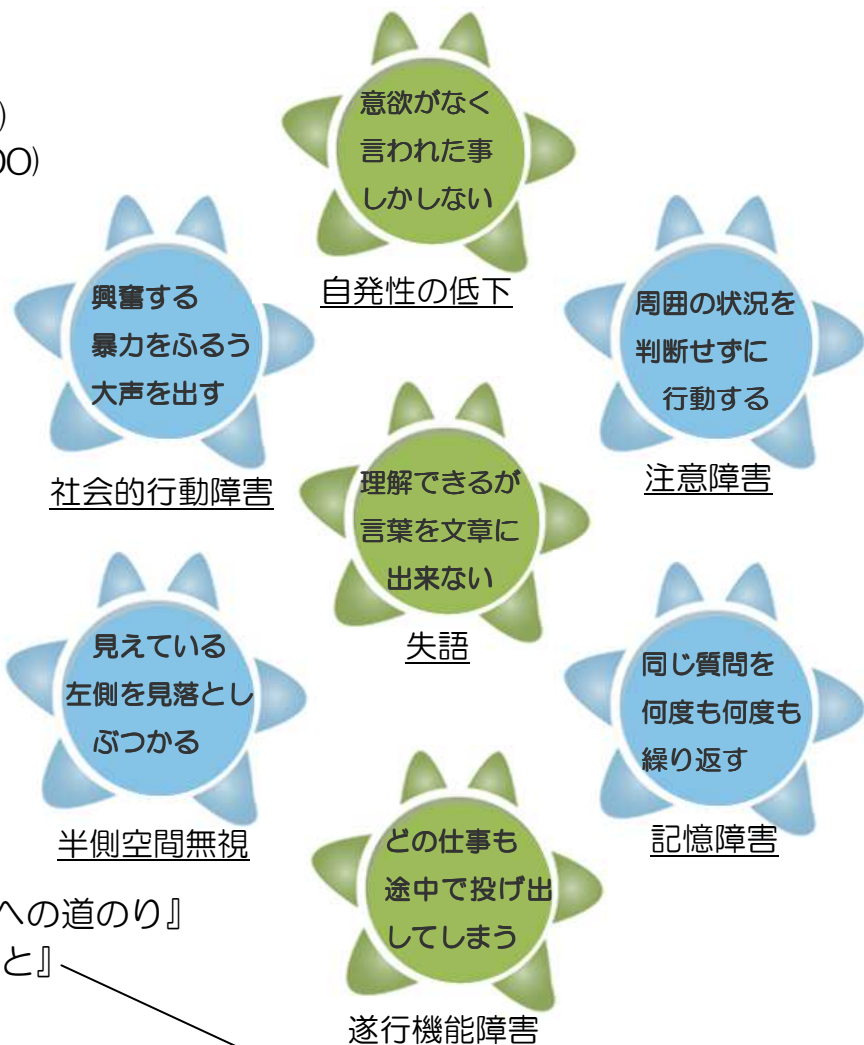 )
00)
意欲がなく
言われた事
しかしない
自発性の低下
興奮する
暴力をふるう
大声を出す
社会的行動障害
周囲の状況を
判断せずに
行動する
注意障害
理解できるが
言葉を文章に
出来ない
失語
見えている
左側を見落とし
ぶつかる
半側空間無視
同じ質問を
何度も何度も
繰り返す
記憶障害
どの仕事も
途中で投げ出
してしまう
遂行機能障害
への道のり』
と』